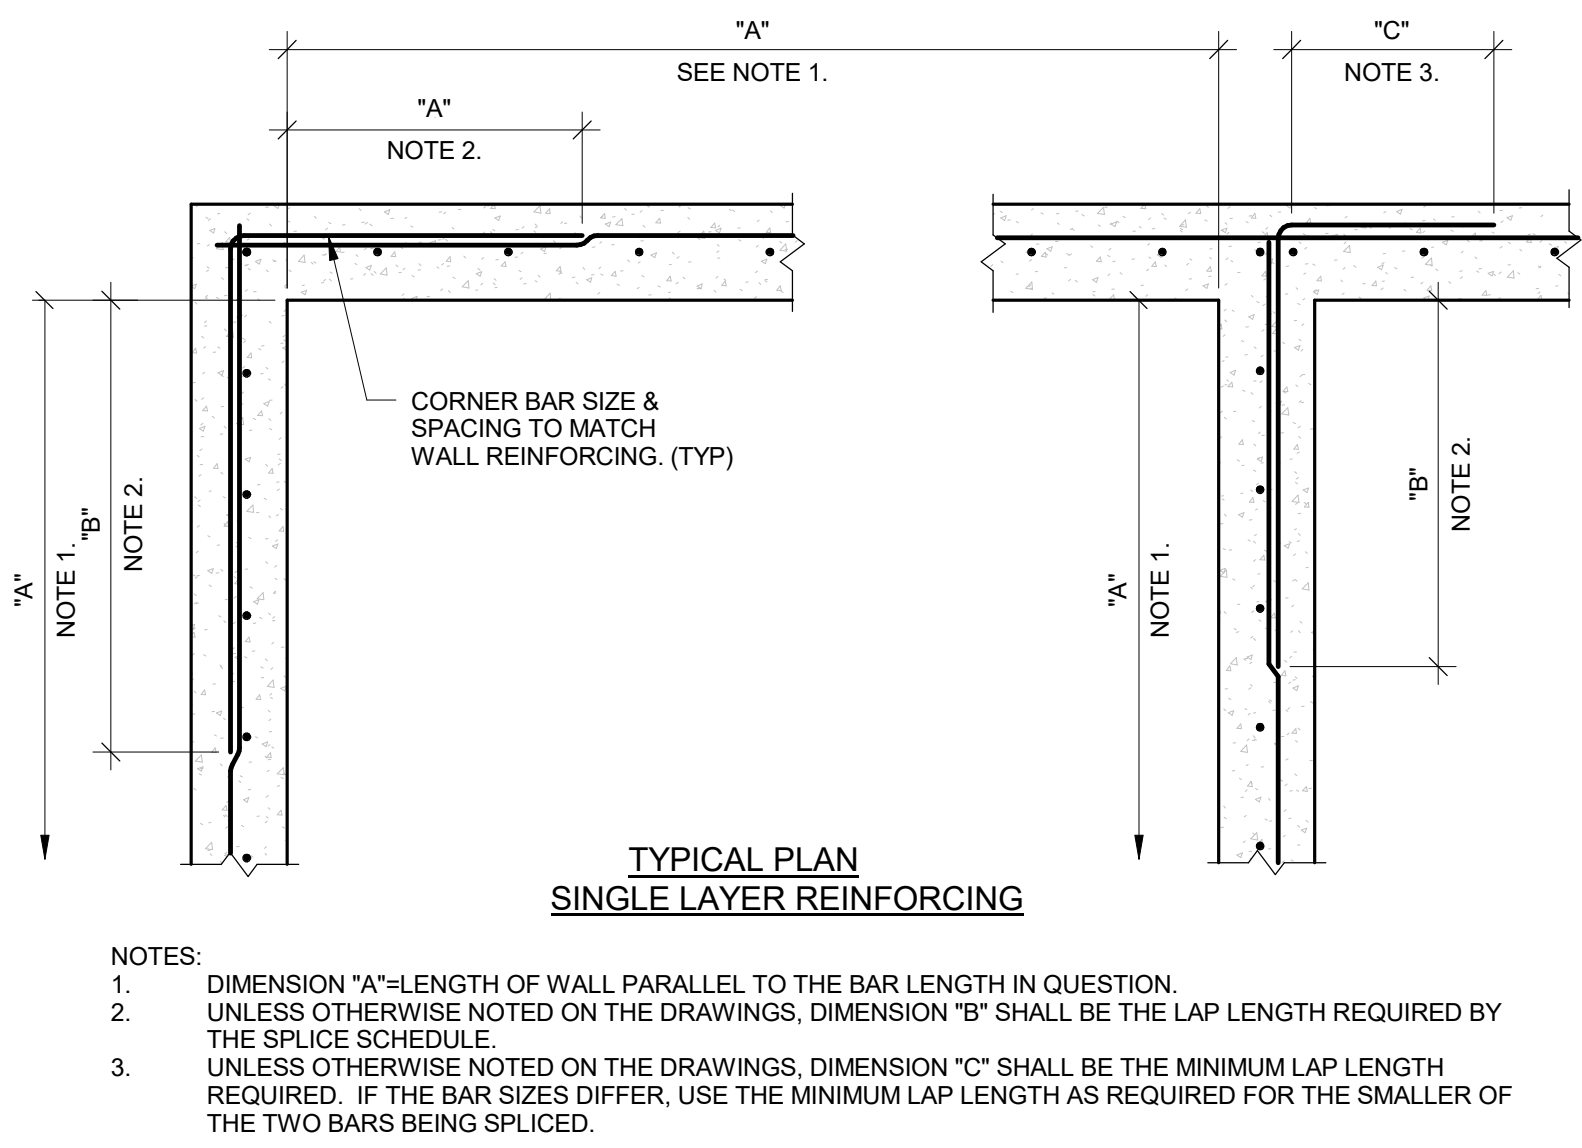 "A"
SEE NOTE 1.
"C"
NOTE 3.
"A"
NOTE 2.
CORNER BAR SIZE &
SPACING TO MATCH
WALL REINFORCING. (TYP)
"A"
NOTE 1.
"B"
NOTE 2.
"A"
NOTE 1.
"B"
NOTE 2.
TYPICAL PLAN
SINGLE LAYER REINFORCING
NOTES:
1. DIMENSION "A"=LENGTH OF WALL PARALLEL TO THE BAR LENGTH IN QUESTION.
2. UNLESS OTHERWISE NOTED ON THE DRAWINGS, DIMENSION "B" SHALL BE THE LAP LENGTH REQUIRED BY
THE SPLICE SCHEDULE.
3. UNLESS OTHERWISE NOTED ON THE DRAWINGS, DIMENSION "C" SHALL BE THE MINIMUM LAP LENGTH
REQUIRED. IF THE BAR SIZES DIFFER, USE THE MINIMUM LAP LENGTH AS REQUIRED FOR THE SMALLER OF
THE TWO BARS BEING SPLICED.